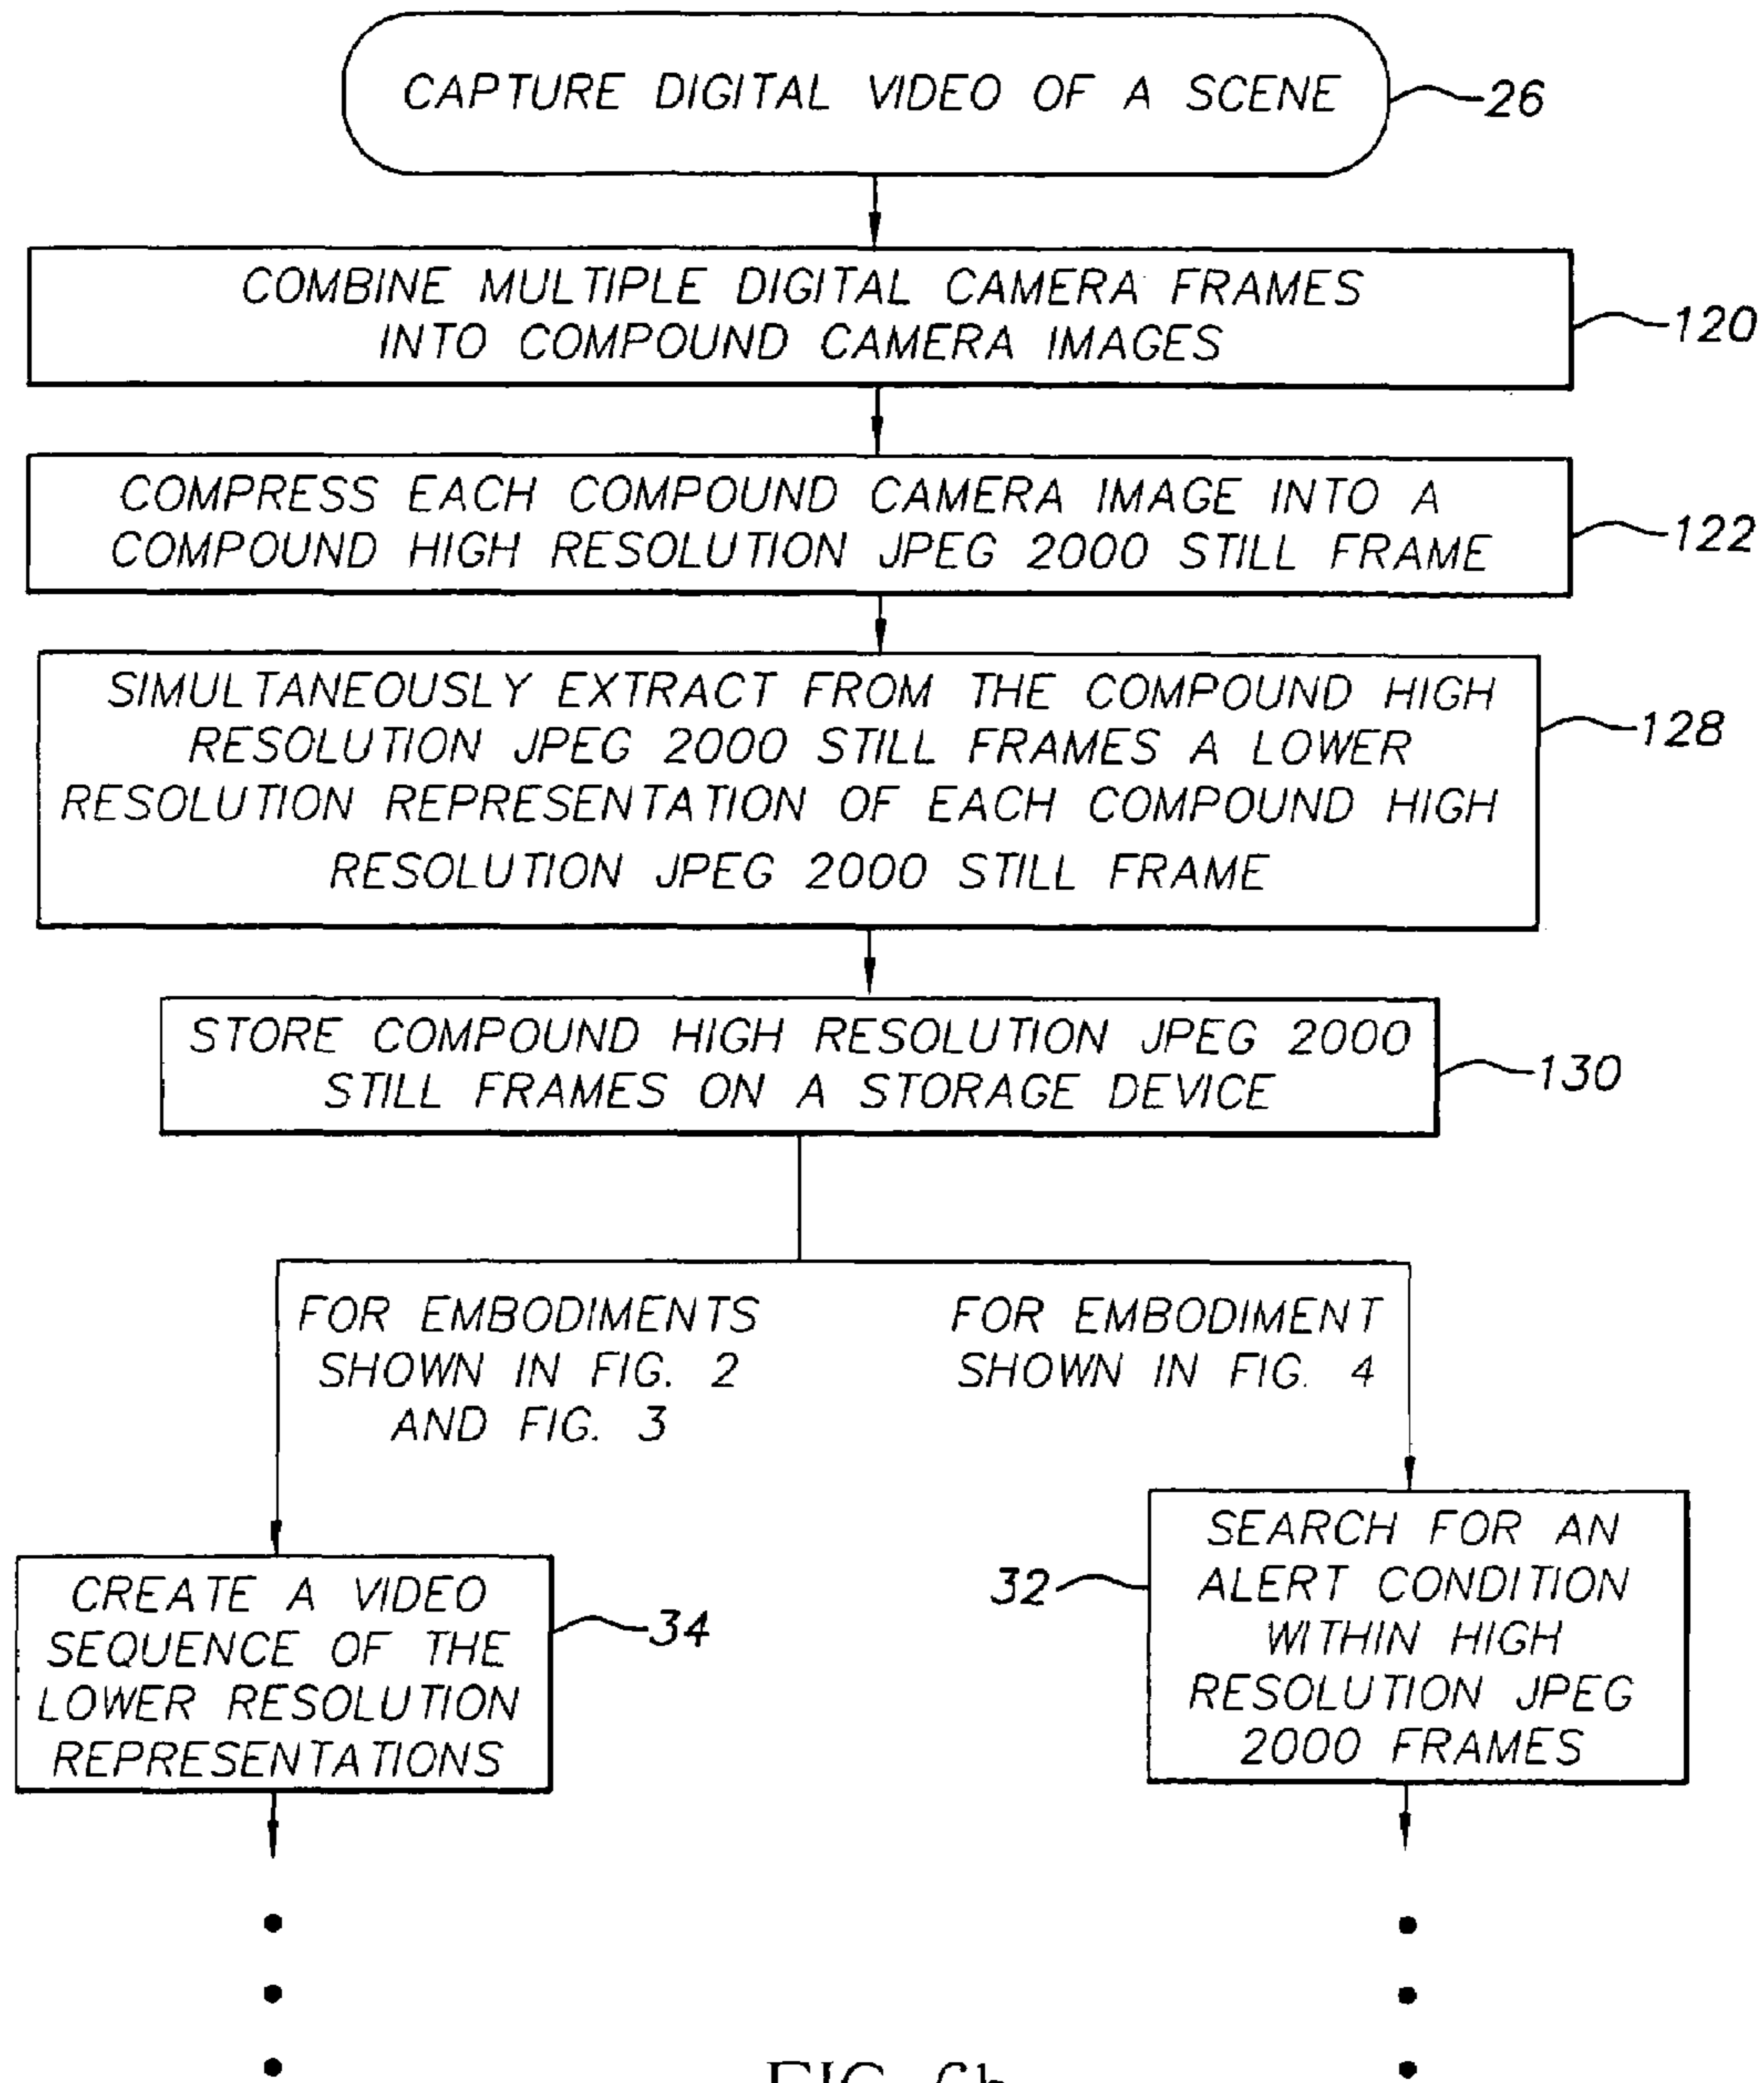 CAPTURE DIGITAL VIDEO OF A SCENE
26
COMBINE MULTIPLE DIGITAL CAMERA FRAMES
INTO COMPOUND CAMERA IMAGES
120
COMPRESS EACH COMPOUND CAMERA IMAGE INTO A
COMPOUND HIGH RESOLUTION JPEG 2000 STILL FRAME
122
SIMULTANEOUSLY EXTRACT FROM THE COMPOUND HIGH
RESOLUTION JPEG 2000 STILL FRAMES A LOWER
RESOLUTION REPRESENTATION OF EACH COMPOUND HIGH
RESOLUTION JPEG 2000 STILL FRAME
128
STORE COMPOUND HIGH RESOLUTION JPEG 2000
STILL FRAMES ON A STORAGE DEVICE
130
FOR EMBODIMENTS
SHOWN IN FIG. 2
AND FIG. 3
FOR EMBODIMENT
SHOWN IN FIG. 4
CREATE A VIDEO
SEQUENCE OF THE
LOWER RESOLUTION
REPRESENTATIONS
34
32
SEARCH FOR AN
ALERT CONDITION
WITHIN HIGH
RESOLUTION JPEG
2000 FRAMES
FIG. 6b